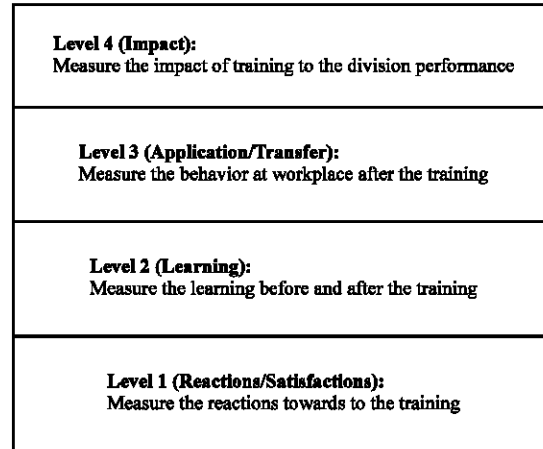 Level 4 (Impact):
Measure the impact of training to the division performance
Level 3 (Application/Transfer):
Measure the behavior at workplace after the training
Level 2 (Learning):
Measure the learning before and after the training
Level 1 (Reactions/Satisfactions):
Measure the reactions towards to the training